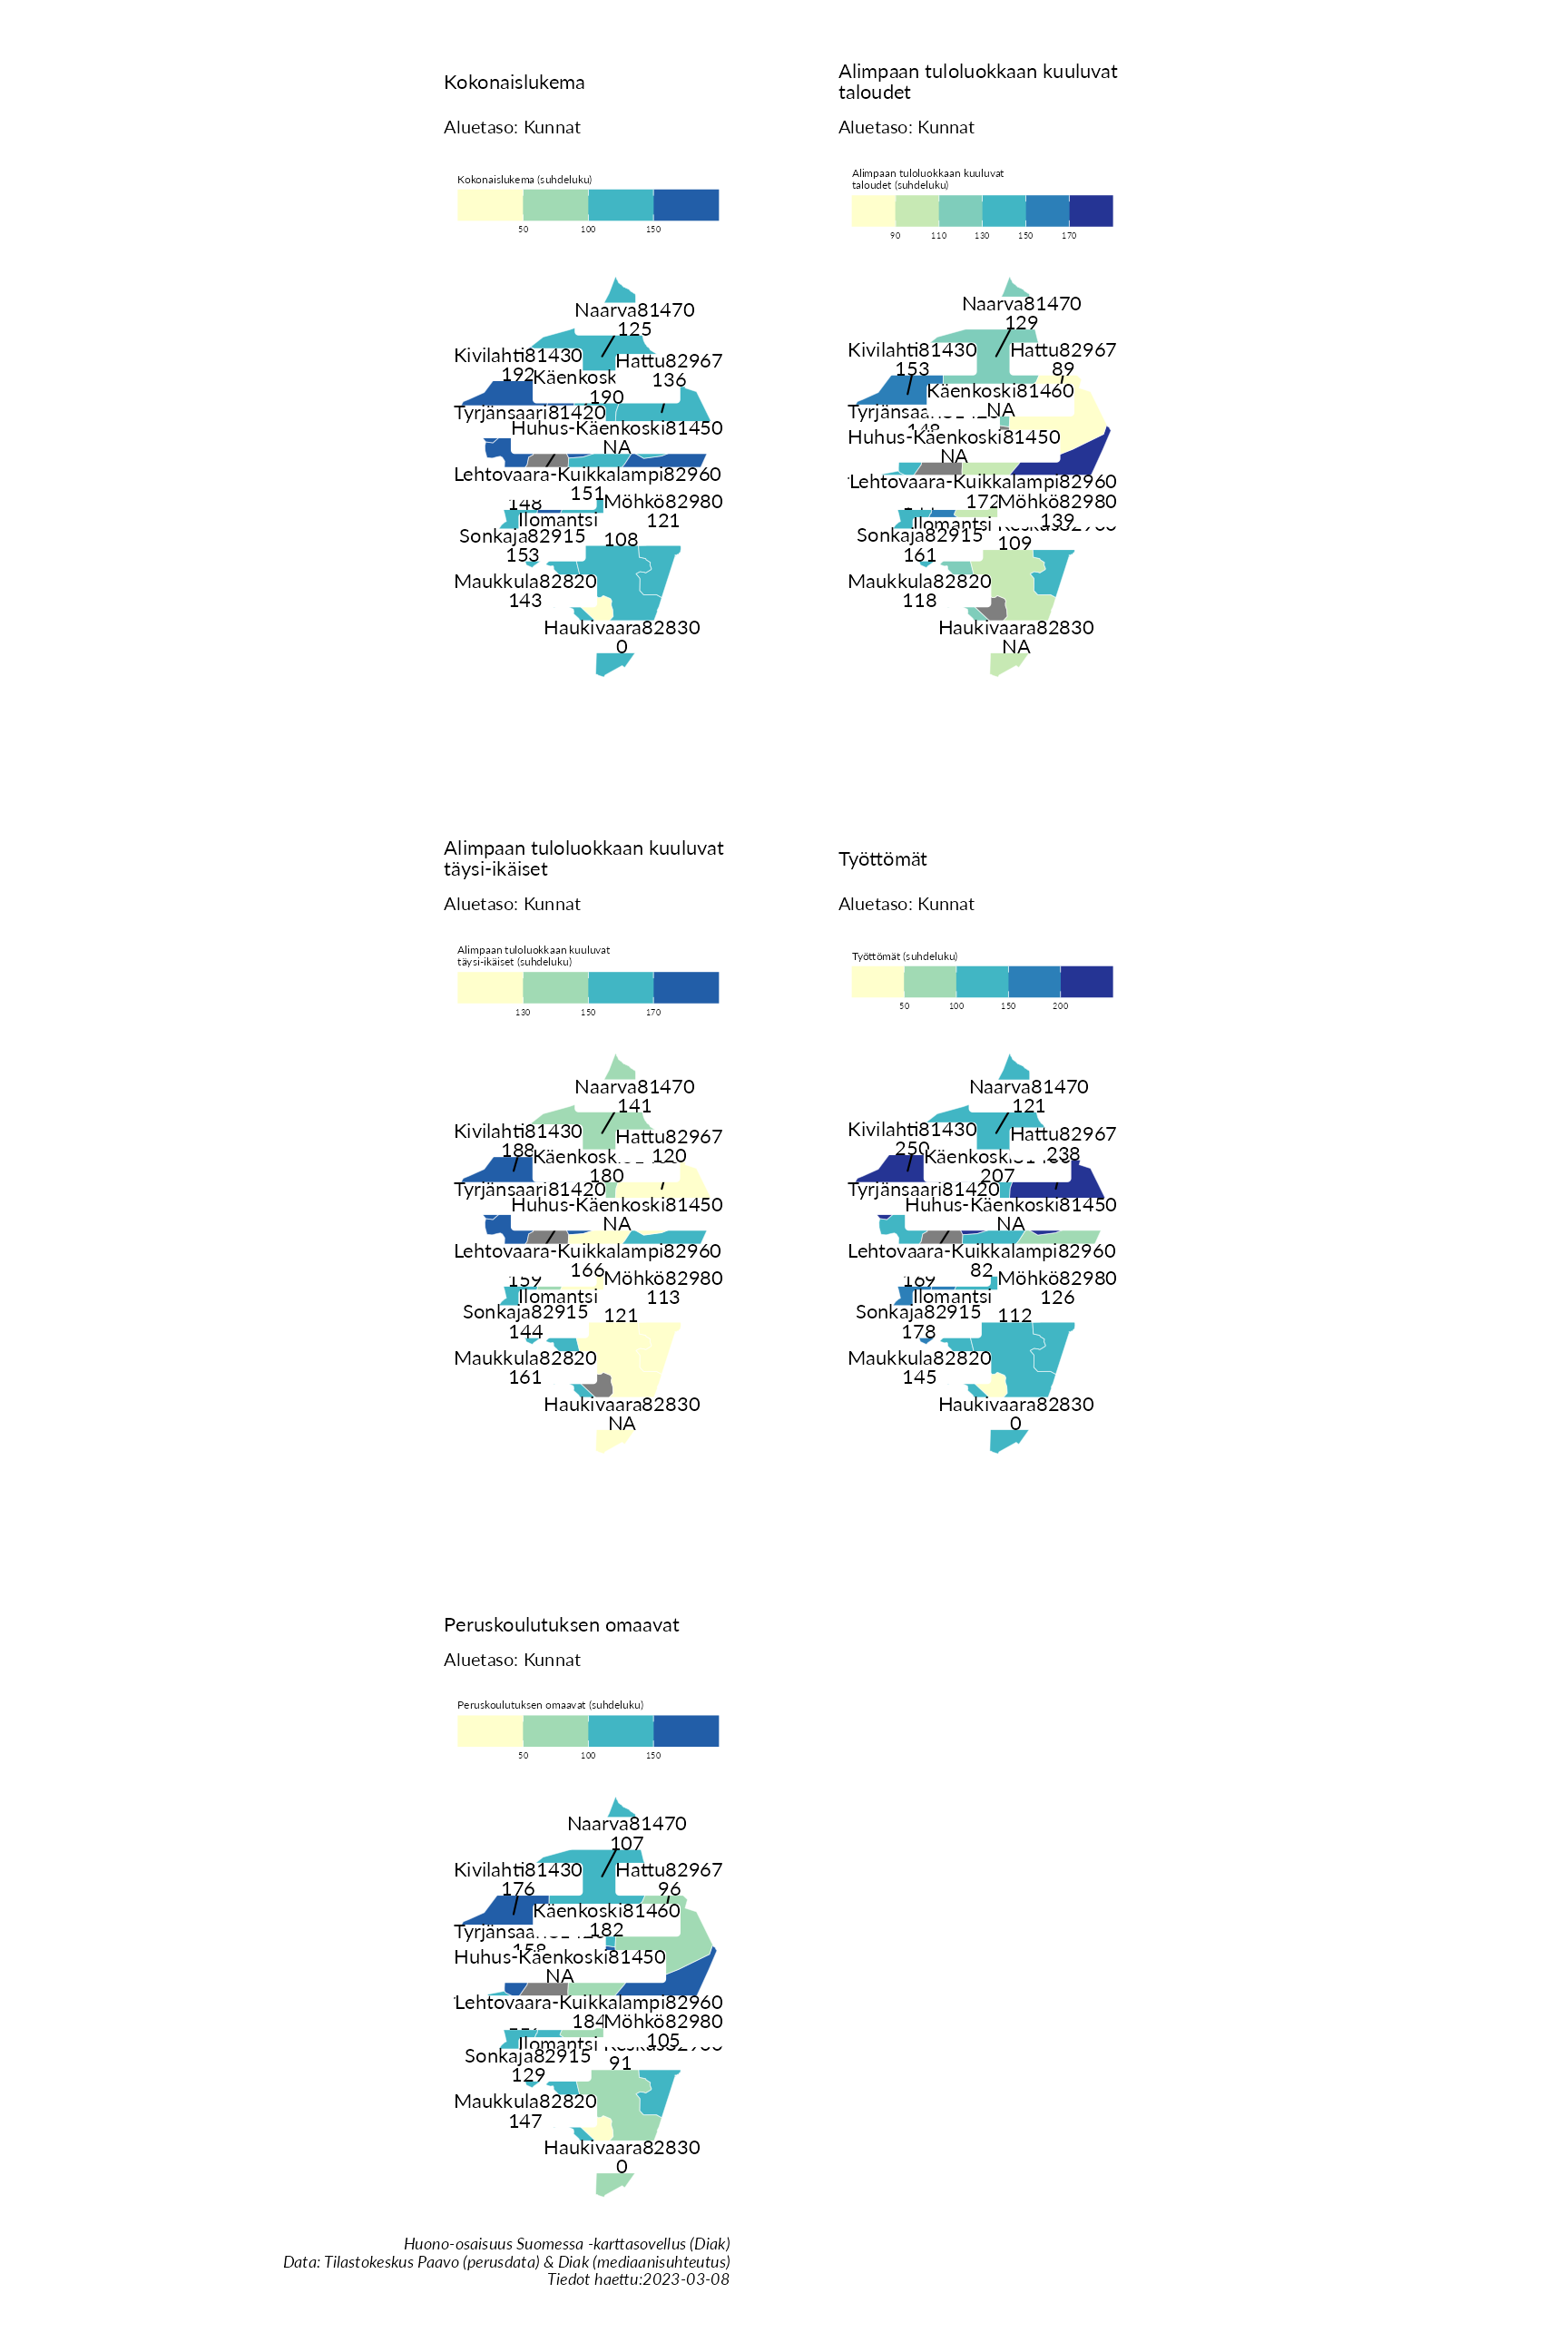 Kokonaislukema
Aluetaso: Kunnat
Kokonaislukema (suhdeluku)
50 100 150
Naarva81470
125
Kivilahti81430
192
Hattu82967
136
Käenkosk
190
Tyrjänsaari81420
Huhus-Käenkoski81450
NA
Lehtovaara-Kuikkalampi82960
151
148
Möhkö82980
121
Ilomantsi
108
Sonkaja82915
153
Maukkula82820
143
Haukivaara82830
0
Alimpaan tuloluokkaan kuuluvat
taloudet
Aluetaso: Kunnat
Alimpaan tuloluokkaan kuuluvat
taloudet (suhdeluku)
90 110 130 150 170
Naarva81470
129
Kivilahti81430
153
Hattu82967
89
Käenkoski81460
NA
Huhus-Käenkoski81450
NA
Lehtovaara-Kuikkalampi82960
172
Möhkö82980
139
Ilomantsi
109
Sonkaja82915
161
Maukkula82820
118
Haukivaara82830
NA
Alimpaan tuloluokkaan kuuluvat
täysi-ikäiset
Aluetaso: Kunnat
Alimpaan tuloluokkaan kuuluvat
täysi-ikäiset (suhdeluku)
130 150 170
Naarva81470
141
Kivilahti81430
188
Hattu82967
120
Käenkosk
180
Tyrjänsaari81420
Huhus-Käenkoski81450
NA
Lehtovaara-Kuikkalampi82960
166
159
Möhkö82980
113
Ilomantsi
121
Sonkaja82915
144
Maukkula82820
161
Haukivaara82830
NA
Työttömät
Aluetaso: Kunnat
Työttömät (suhdeluku)
50 100 150 200
Naarva81470
121
Kivilahti81430
250
Hattu82967
238
Käenkoski
207
Tyrjänsaari81420
Huhus-Käenkoski81450
NA
Lehtovaara-Kuikkalampi82960
82
169
Möhkö82980
126
Ilomantsi
112
Sonkaja82915
178
Maukkula82820
145
Haukivaara82830
0
Peruskoulutuksen omaavat
Aluetaso: Kunnat
Peruskoulutuksen omaavat (suhdeluku)
50 100 150
Naarva81470
107
Kivilahti81430
176
Hattu82967
96
Käenkoski81460
182
Huhus-Käenkoski81450
NA
Lehtovaara-Kuikkalampi82960
184
Möhkö82980
105
Ilomantsi
91
Sonkaja82915
129
Maukkula82820
147
Haukivaara82830
0
Huono-osaisuus Suomessa -karttasovellus (Diak)
Data: Tilastokeskus Paavo (perusdata) & Diak (mediaanisuhteutus)
Tiedot haettu:2023-03-08